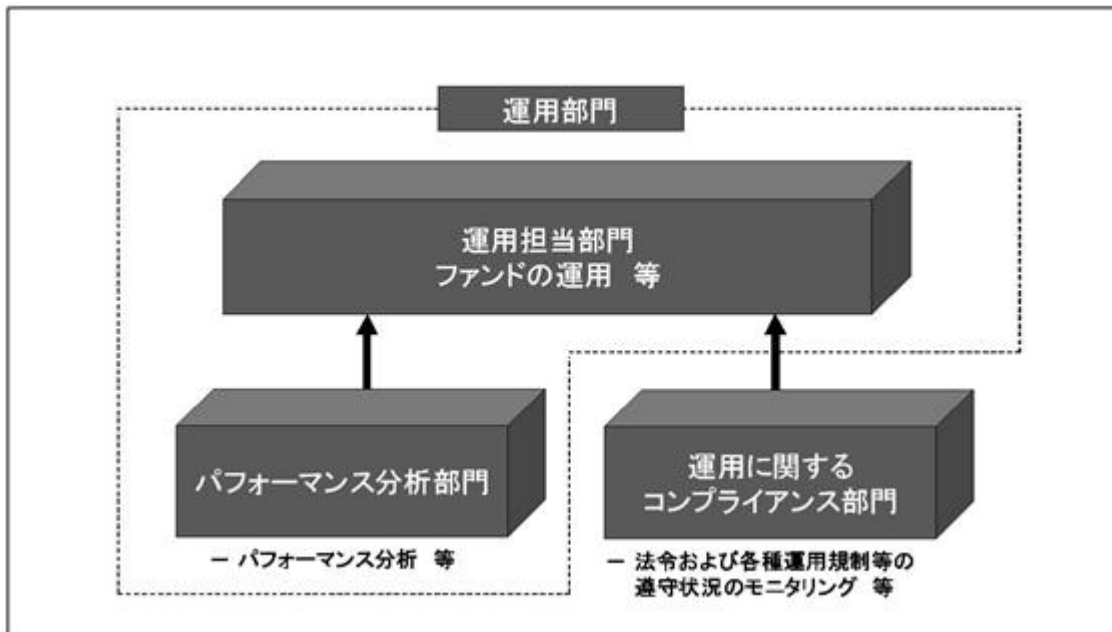 運用部門
運用担当部門
ファンドの運用　等
パフォーマンス分析部門
－ パフォーマンス分析　等
運用に関する
コンプライアンス部門
－ 法令および各種運用規制等の
遵守状況のモニタリング　等